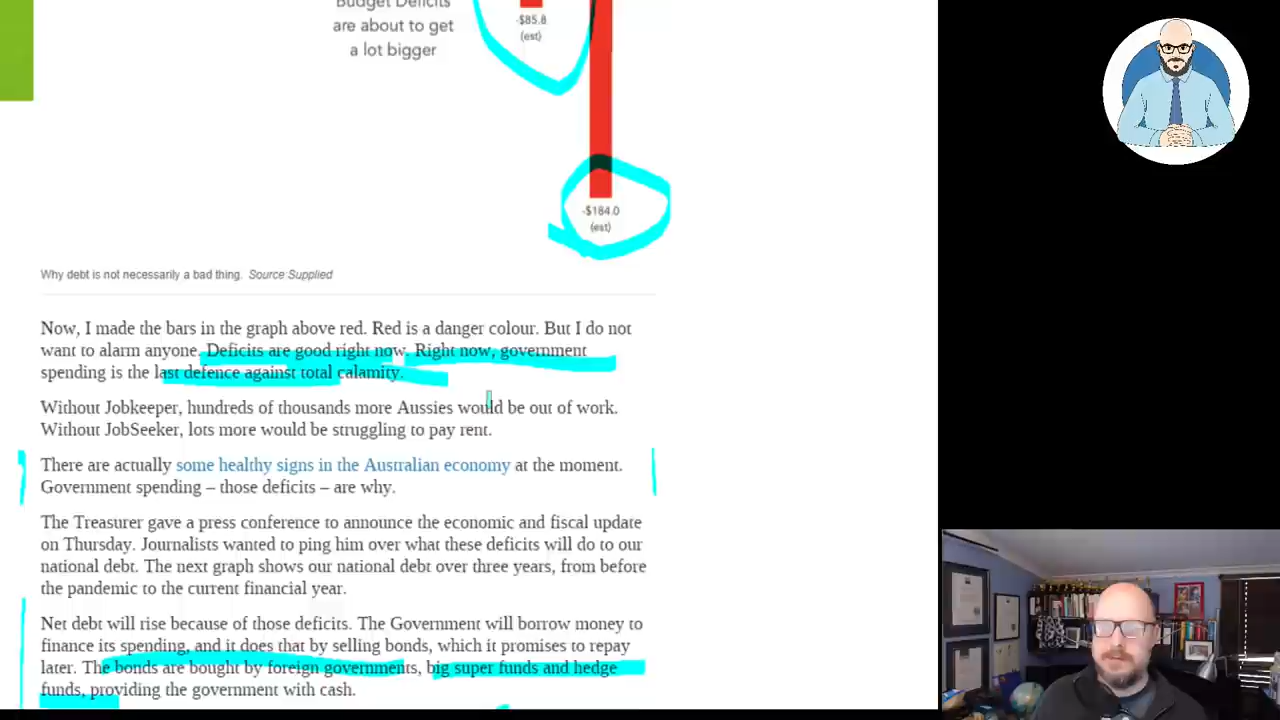 Budget Deficits
are about to get
a lot bigger
-$85.8
(est)
-$184.0
(est)
Why debt is not necessarily a bad thing. Source:Supplied
Now, I made the bars in the graph above red. Red is a danger colour. But I do not
want to alarm anyone. Deficits are good right now. Right now, government
spending is the last defence against total calamity.
Without Jobkeeper, hundreds of thousands more Aussies would be out of work.
Without JobSeeker, lots more would be struggling to pay rent.
There are actually some healthy signs in the Australian economy at the moment.
Government spending – those deficits – are why.
The Treasurer gave a press conference to announce the economic and fiscal update
on Thursday. Journalists wanted to ping him over what these deficits will do to our
national debt. The next graph shows our national debt over three years, from before
the pandemic to the current financial year.
Net debt will rise because of those deficits. The Government will borrow money to
finance its spending, and it does that by selling bonds, which it promises to repay
later. The bonds are bought by foreign governments, big super funds and hedge
funds, providing the government with cash.